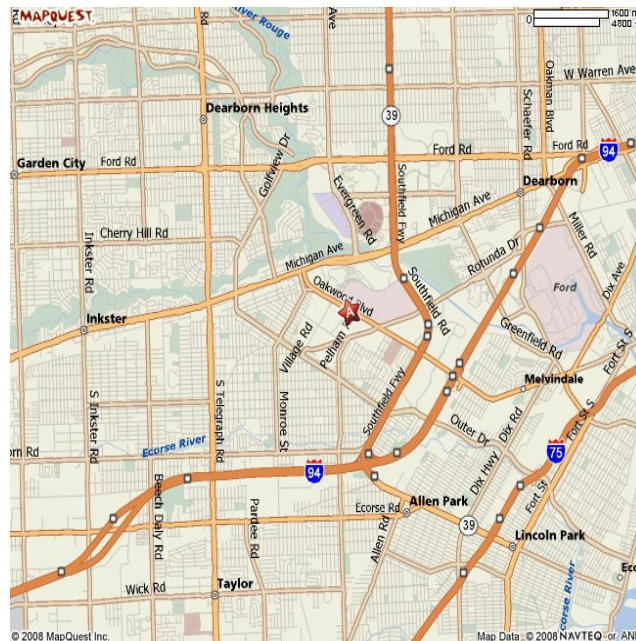 MAPQUEST
1600 m
0
4800
River Rouge
Rd
Ave
Oakman Blvd
W Warren Ave
Dearborn Heights
39
Schaefer Rd
Garden City
Ford Rd
Golfview Dr
Ford Rd
Ford Rd
94
Southfield Fwy
Evergreen Rd
Dearborn
Michigan Ave
Cherry Hill Rd
Miller Rd
Inkster Rd
Michigan Ave
Rotunda Dr
Dix Ave
Oakwood Blvd
Ford
A
Southfield Rd
Inkster
Village Rd
Pelham
Greenfield Rd
Fort St S
Melvindale
S Inkster Rd
S Telegraph Rd
Monroe St
Southfield Fwy
Outer Dr
Dix Rd
Fort St S
Ecorse River
75
94
Dix Hwy
Fort St
Beech Daly Rd
Pardee Rd
Ecorse Rd
Allen Park
39
Allen Rd
Lincoln Park
Ecorse River
Wick Rd
Taylor
© 2008 MapQuest Inc.
Map Data © 2008 NAVTEQ or